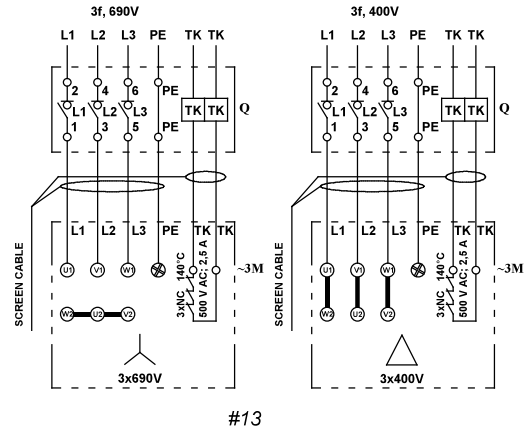 3f, 690V
L1 L2 L3 PE TK TK
2 4 6 PE
L1 L2 L3 TK TK Q
1 3 5 PE
SCREEN CABLE
L1 L2 L3 PE TK TK
U1 V1 W1
~3M
W2 U2 V2
3xNC 140°C
500 V AC; 2,5 A
3x690V
3f, 400V
L1 L2 L3 PE TK TK
2 4 6 PE
L1 L2 L3 TK TK Q
1 3 5 PE
SCREEN CABLE
L1 L2 L3 PE TK TK
U1 V1 W1
~3M
W2 U2 V2
3xNC 140°C
500 V AC; 2,5 A
3x400V
#13